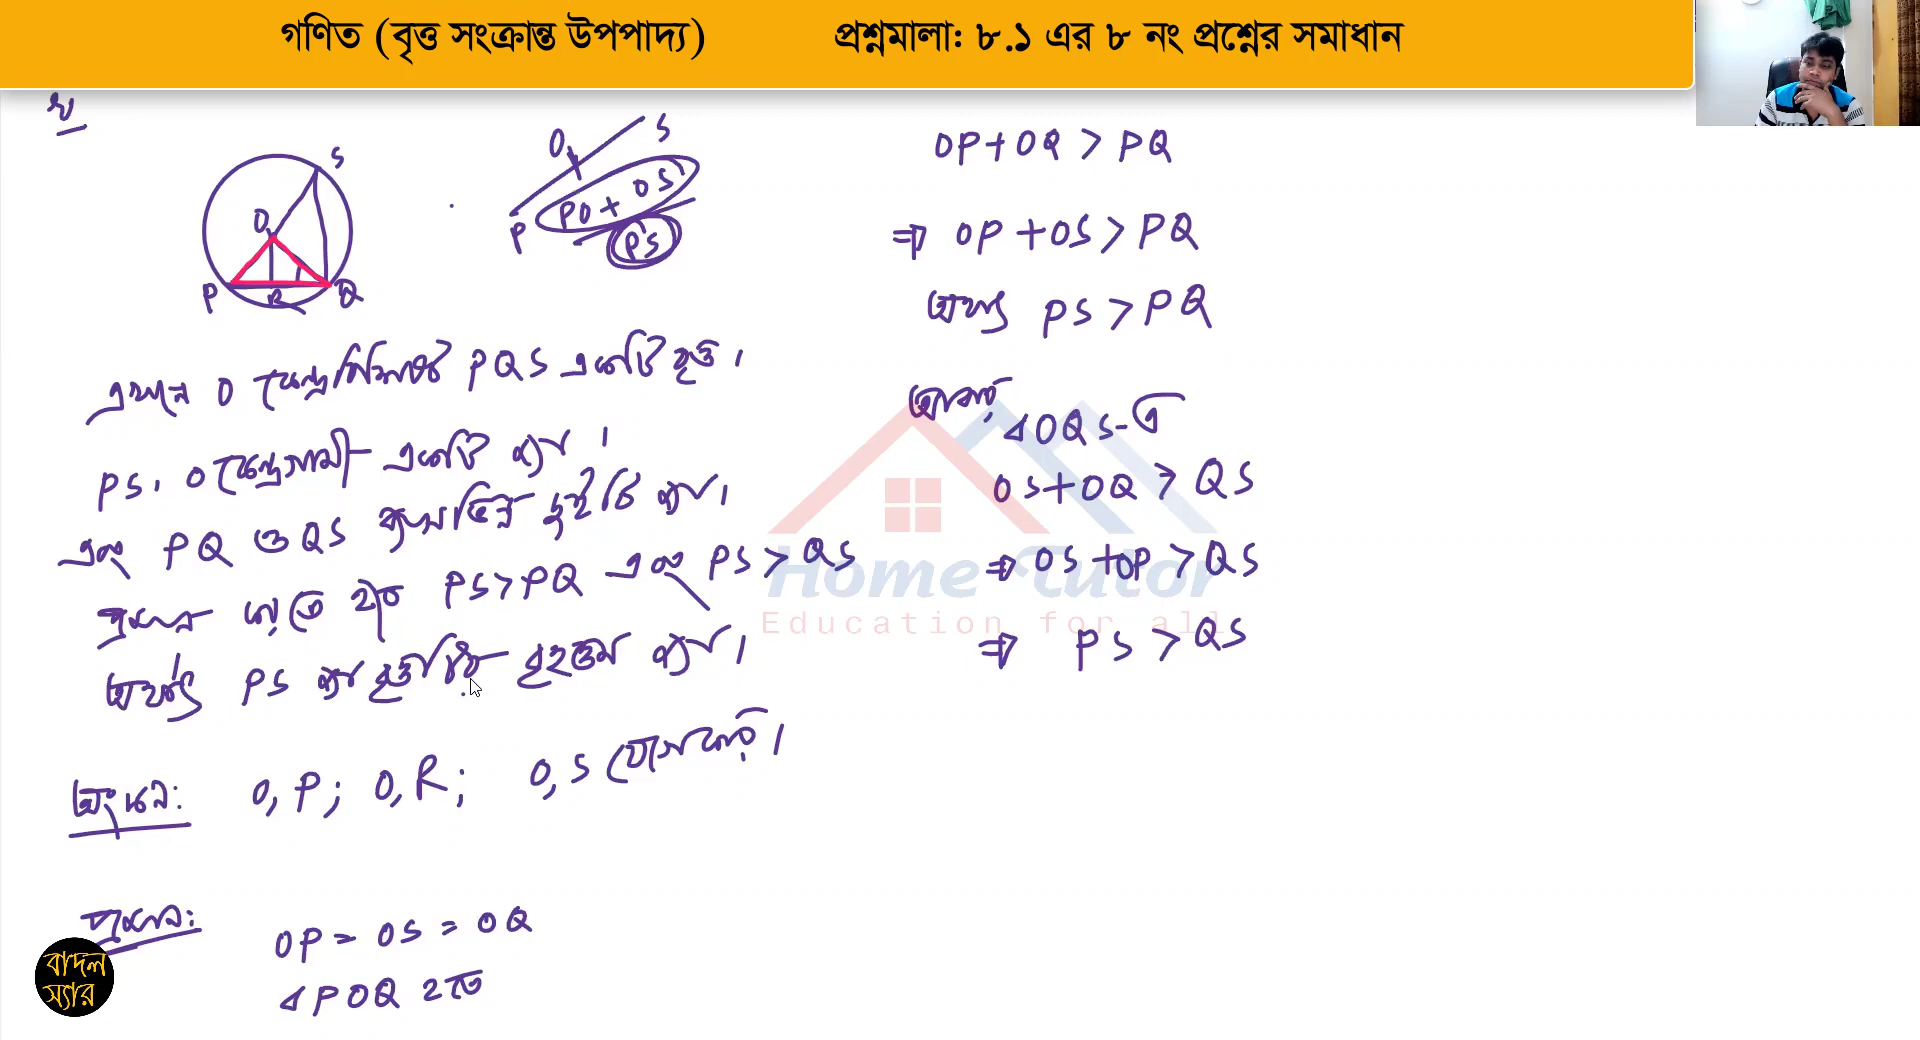 গণিত (বৃত্ত সংক্রান্ত উপপাদ্য) প্রশ্নমালা: ৮.১ এর ৮ নং প্রশ্নের সমাধান
খ
S
O
P R Q
O S
PO + OS
P PS
এখানে O কেন্দ্রবিশিষ্ট PQS একটি বৃত্ত।
PS, O কেন্দ্রগামী একটি জ্যা।
এবং PQ ও QS ব্যাসভিন্ন দুইটি জ্যা।
প্রমাণ করতে হবে PS > PQ এবং PS > QS
অর্থাৎ PS জ্যা বৃত্তটির বৃহত্তম জ্যা।
অংকন: O, P; O, R; O, S যোগ করি।
প্রমাণ: OP = OS = OQ
⊿POQ হতে
OP + OQ > PQ
⇒ OP + OS > PQ
অর্থাৎ PS > PQ
আবার,
⊿OQS-এ
OS + OQ > QS
⇒ OS + OP > QS
⇒ PS > QS
Home Tutor
Education for all
বাদল
স্যার